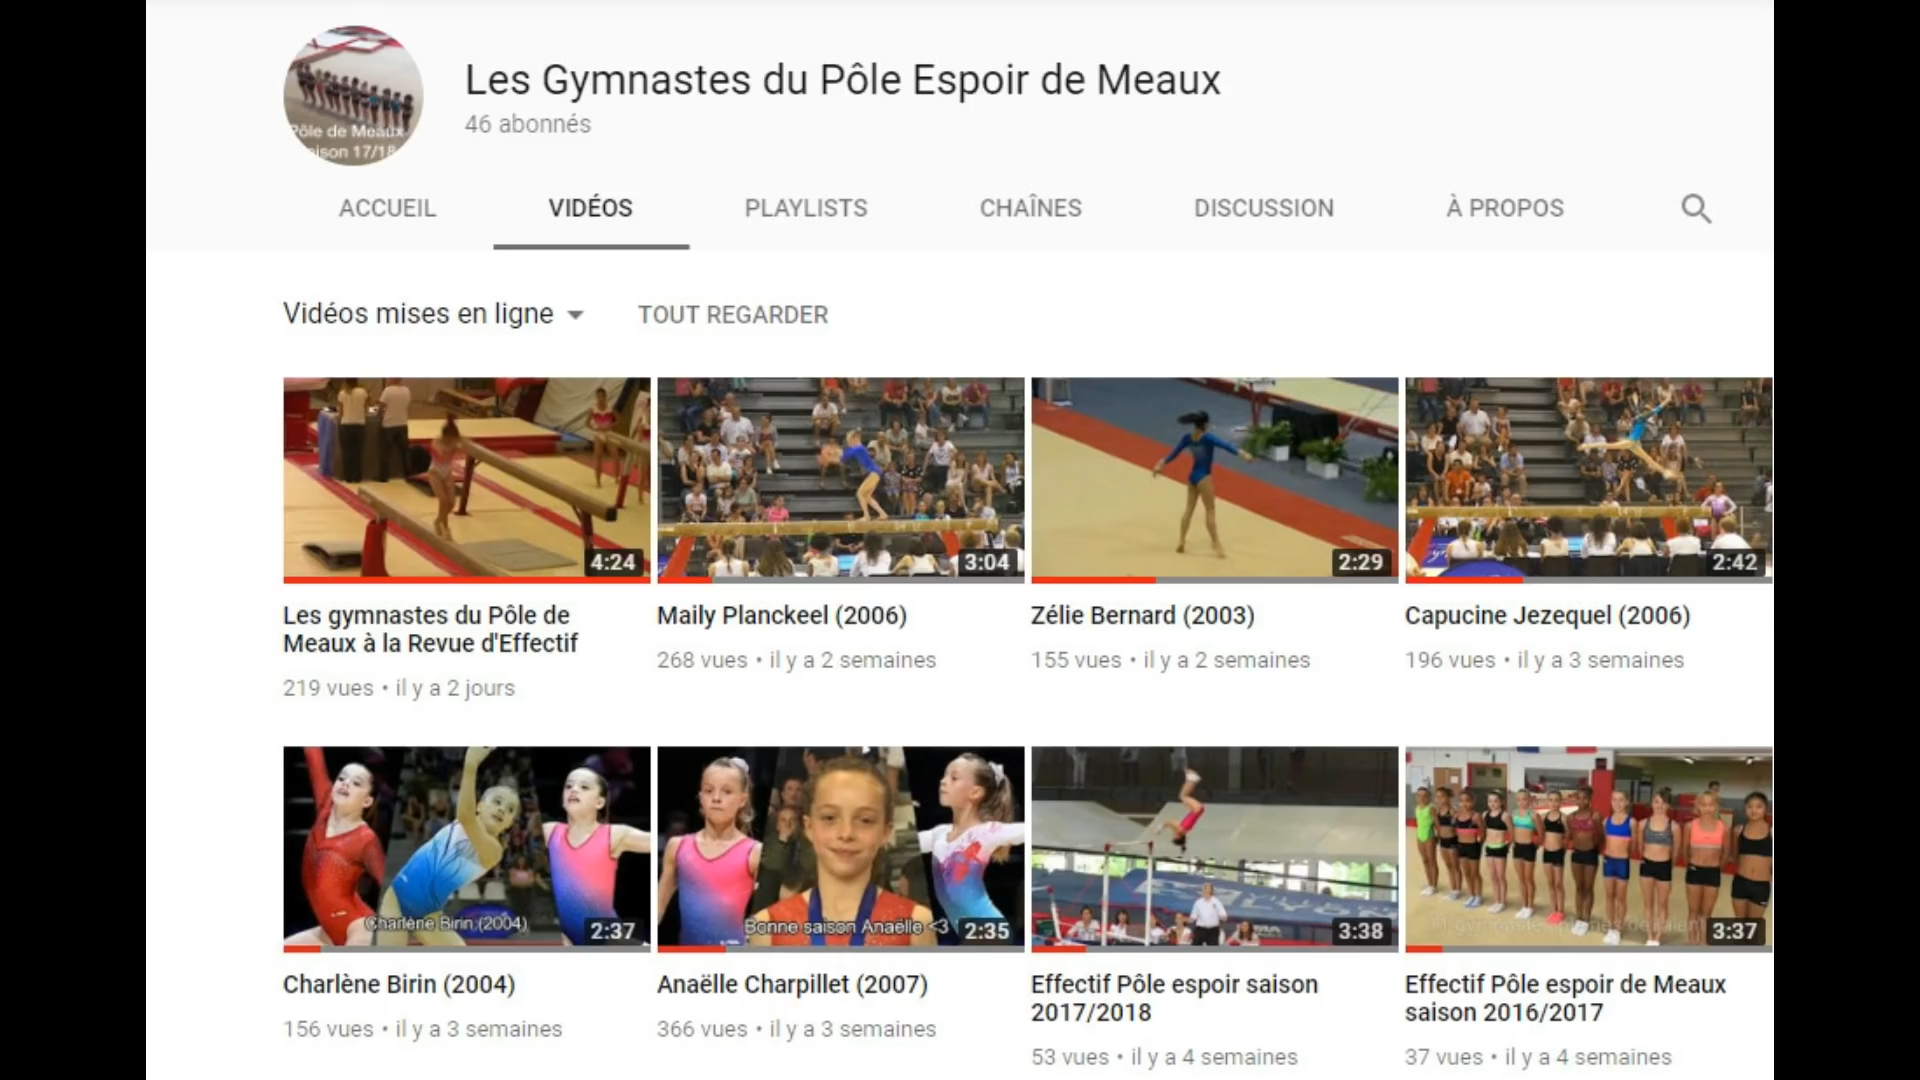 Pôle de Meaux
saison 17/18
Les Gymnastes du Pôle Espoir de Meaux
46 abonnés
ACCUEIL VIDÉOS PLAYLISTS CHAÎNES DISCUSSION À PROPOS
Vidéos mises en ligne TOUT REGARDER
4:24 3:04 2:29 2:42
Les gymnastes du Pôle de
Meaux à la Revue d'Effectif
219 vues • il y a 2 jours
Maily Planckeel (2006)
268 vues • il y a 2 semaines
Zélie Bernard (2003)
155 vues • il y a 2 semaines
Capucine Jezequel (2006)
196 vues • il y a 3 semaines
Charlène Birin (2004)
2:37
Bonne saison Anaëlle <3
2:35
3:38
3:37
Charlène Birin (2004)
156 vues • il y a 3 semaines
Anaëlle Charpillet (2007)
366 vues • il y a 3 semaines
Effectif Pôle espoir saison
2017/2018
53 vues • il y a 4 semaines
Effectif Pôle espoir de Meaux
saison 2016/2017
37 vues • il y a 4 semaines